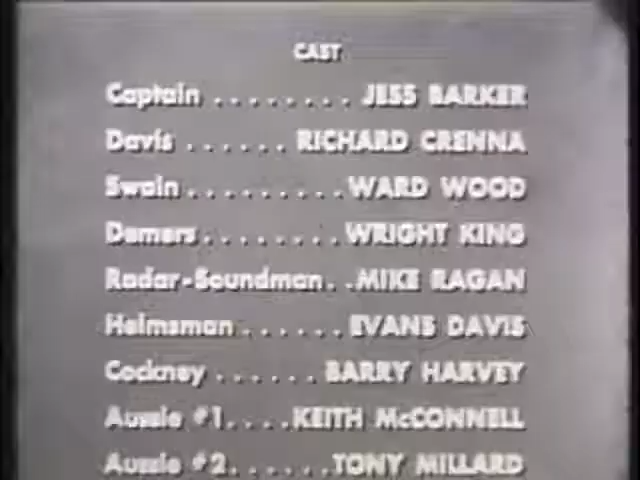 CAST
Captain ........ JESS BARKER
Davis ...... RICHARD CRENNA
Swain ......... WARD WOOD
Demers ........ WRIGHT KING
Radar-Soundman.. MIKE RAGAN
Helmsman ...... EVANS DAVIS
Cockney ...... BARRY HARVEY
Aussie #1.... KEITH McCONNELL
Aussie #2...... TONY MILLARD